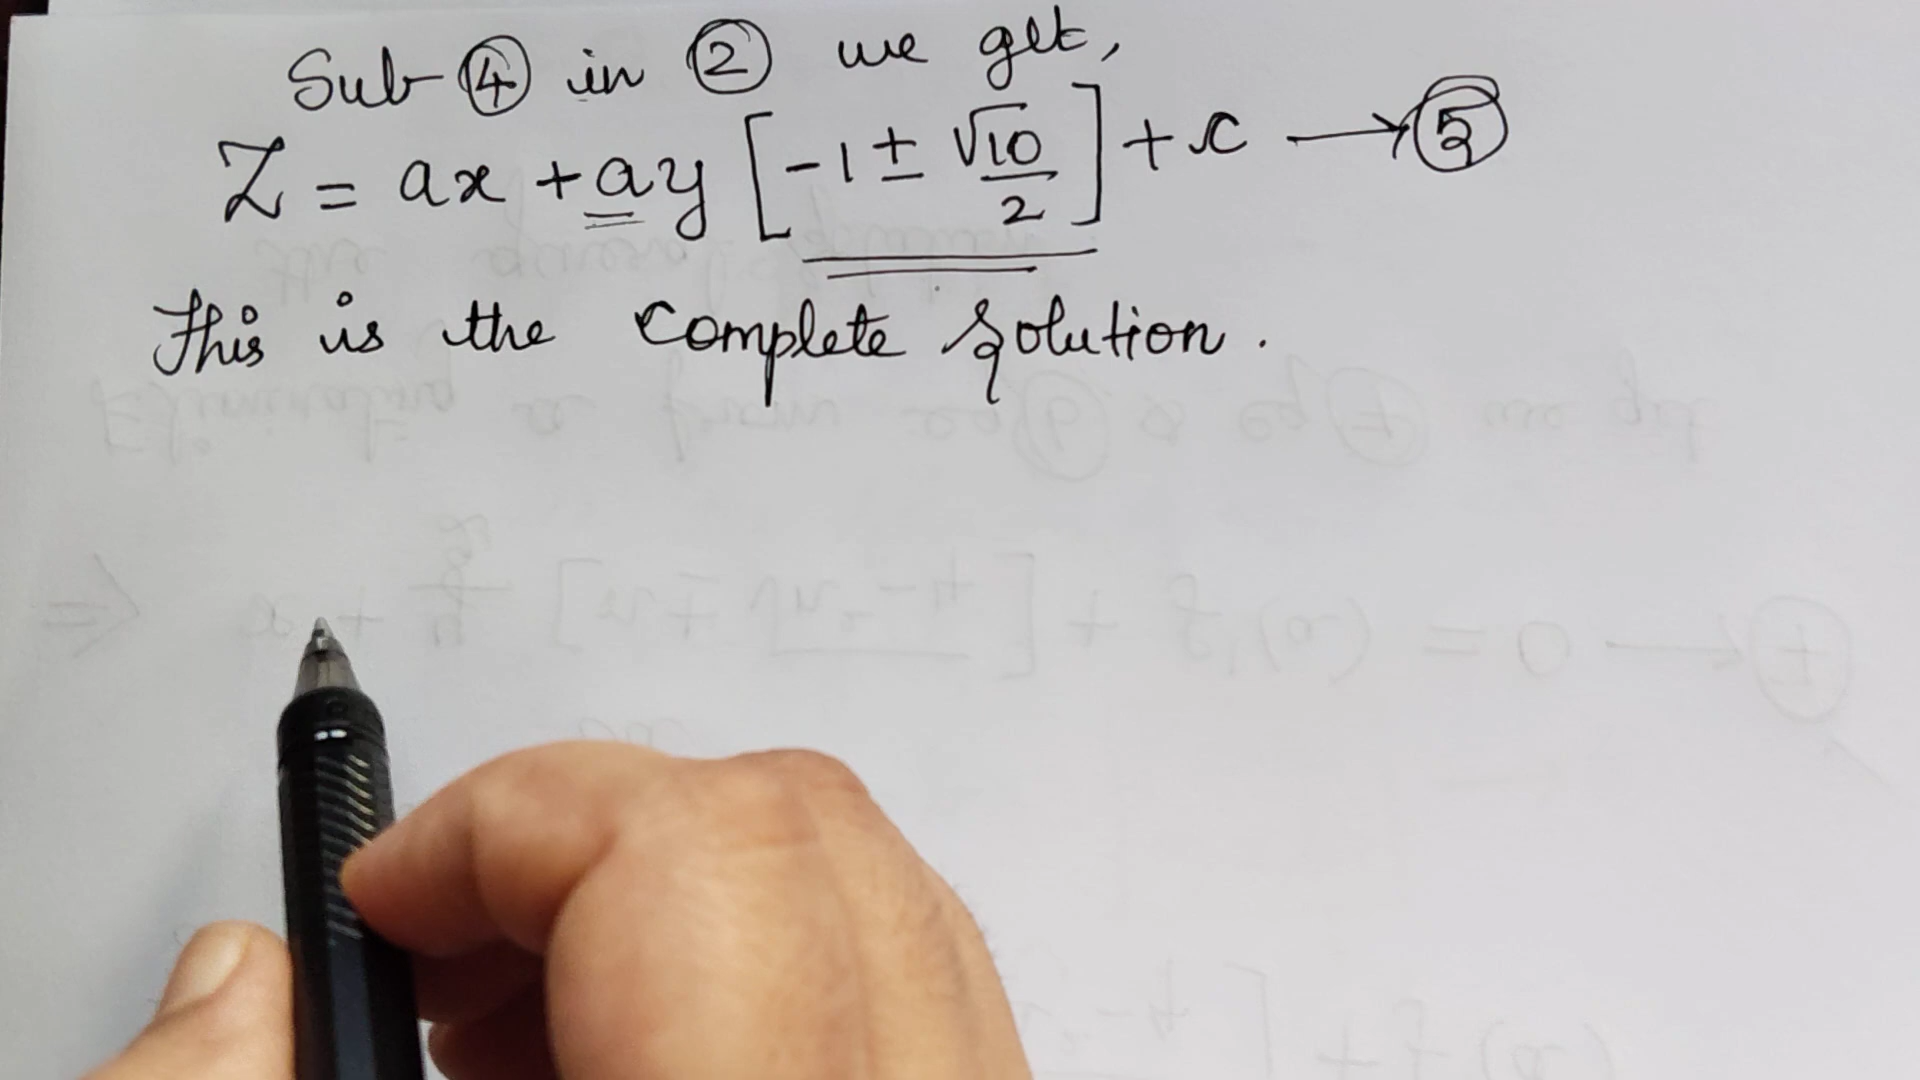 Sub ④ in ② we get,
Z = ax + ay [-1 ± √10/2] + c → ⑤
This is the complete solution.